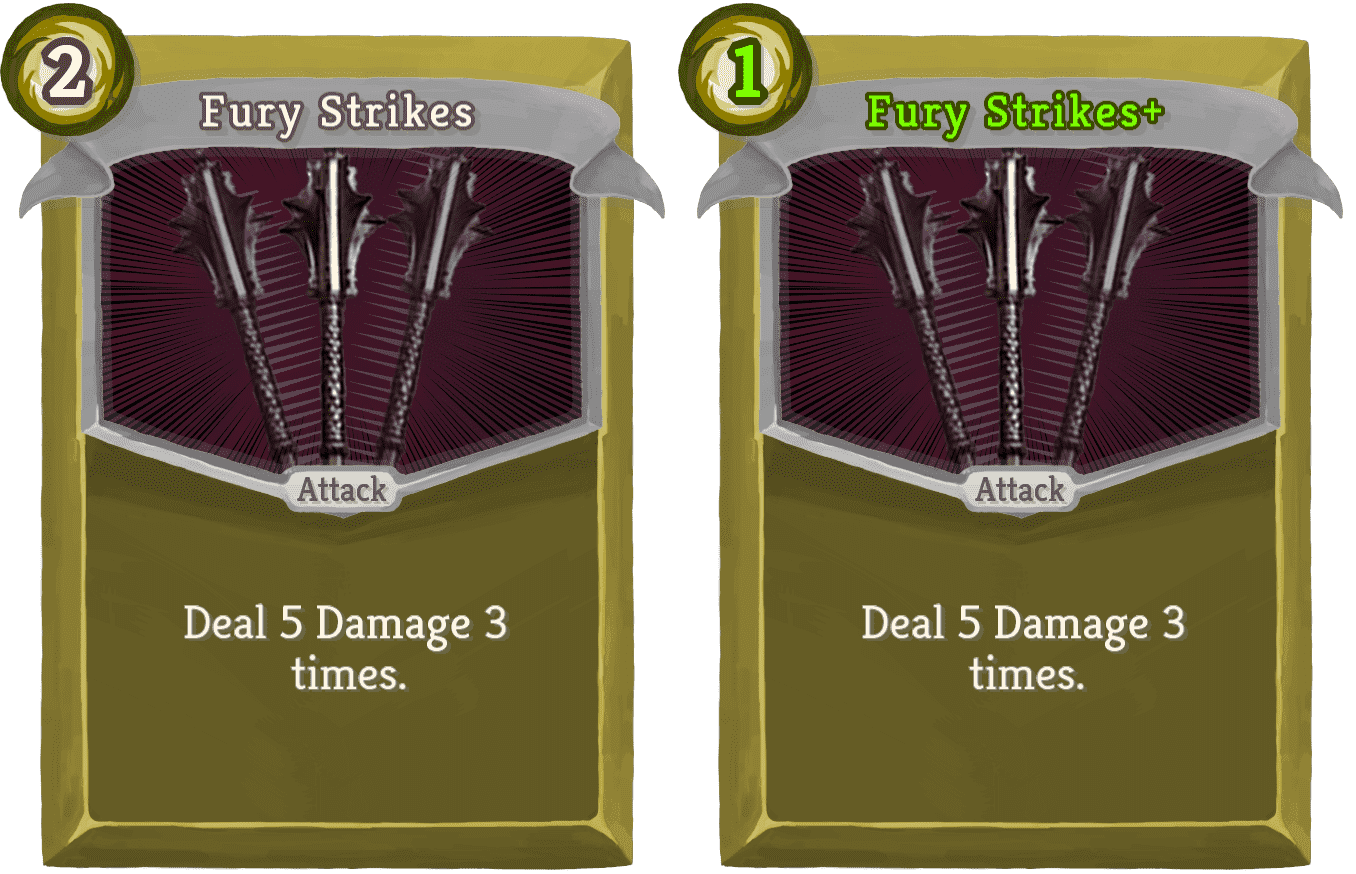 2
Fury Strikes
Attack
Deal 5 Damage 3
times.
1
Fury Strikes+
Attack
Deal 5 Damage 3
times.